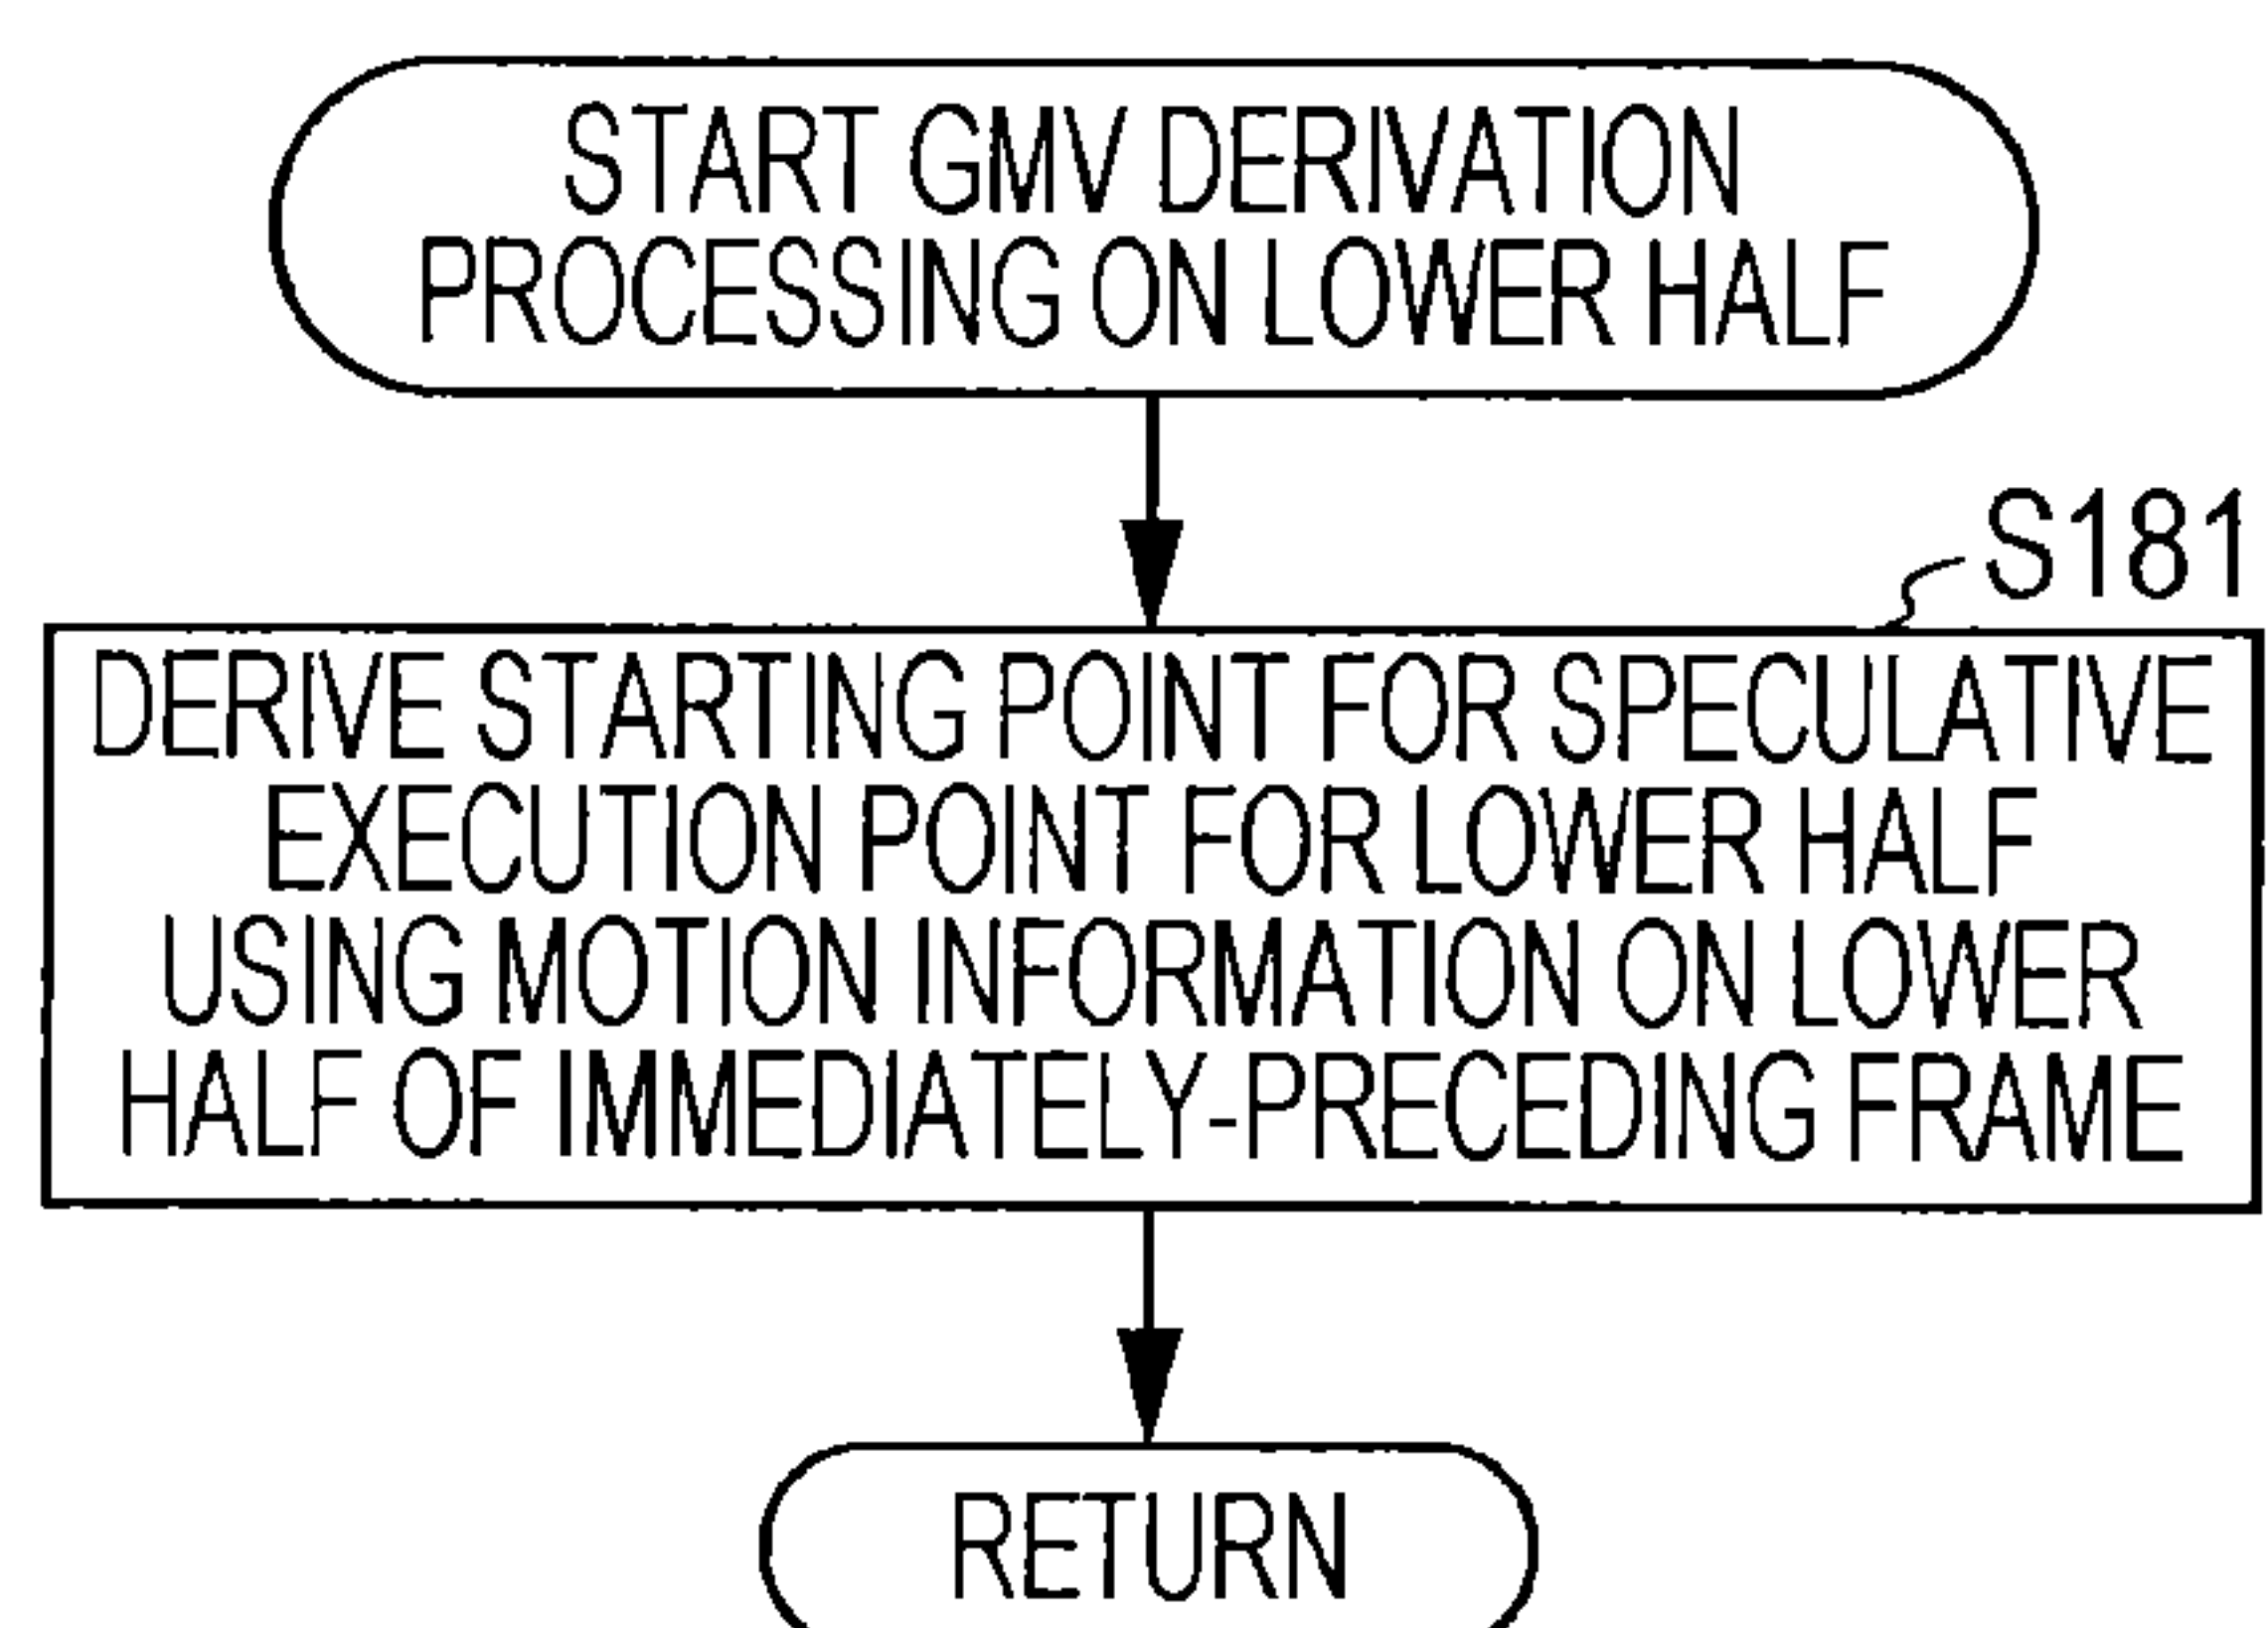 START GMV DERIVATION
PROCESSING ON LOWER HALF
S181
DERIVE STARTING POINT FOR SPECULATIVE
EXECUTION POINT FOR LOWER HALF
USING MOTION INFORMATION ON LOWER
HALF OF IMMEDIATELY-PRECEDING FRAME
RETURN